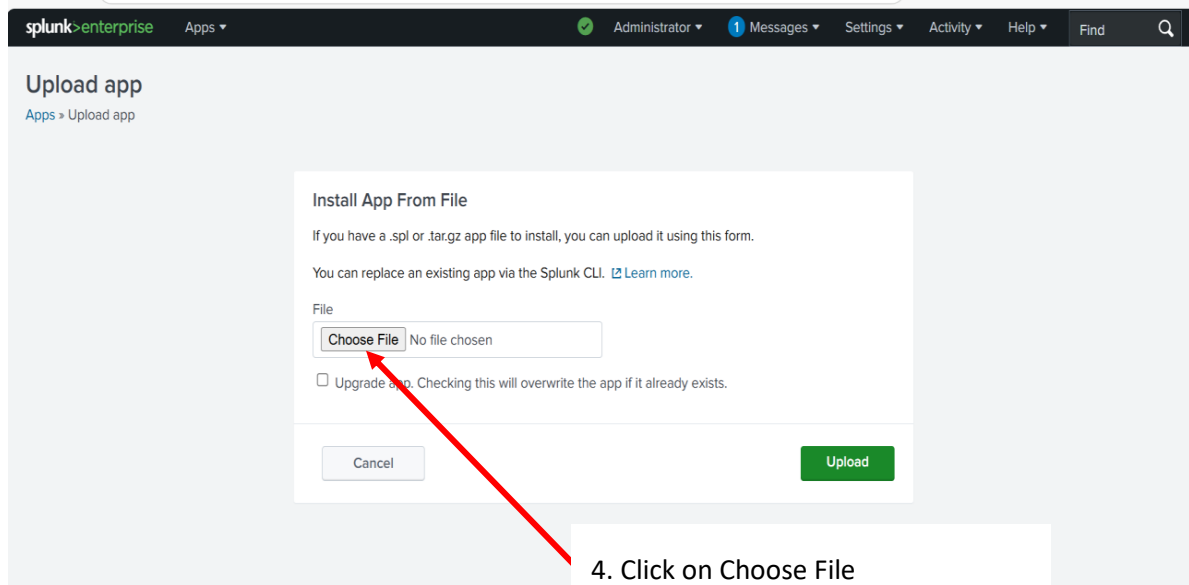 splunk>enterprise Apps ▾ Administrator ▾ 1 Messages ▾ Settings ▾ Activity ▾ Help ▾ Find
Upload app
Apps » Upload app
Install App From File
If you have a .spl or .tar.gz app file to install, you can upload it using this form.
You can replace an existing app via the Splunk CLI. Learn more.
File
Choose File No file chosen
Upgrade app. Checking this will overwrite the app if it already exists.
Cancel Upload
4. Click on Choose File